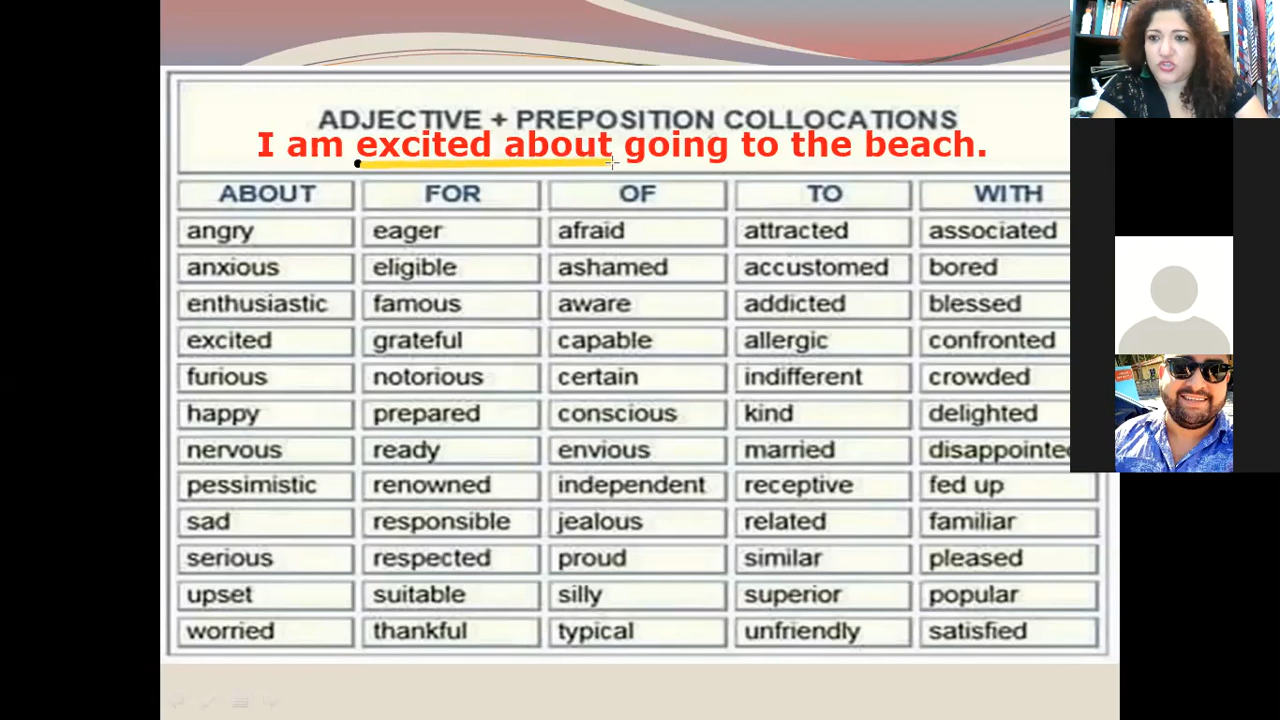 ADJECTIVE + PREPOSITION COLLOCATIONS
I am excited about going to the beach.
ABOUT FOR OF TO WITH
angry eager afraid attracted associated
anxious eligible ashamed accustomed bored
enthusiastic famous aware addicted blessed
excited grateful capable allergic confronted
furious notorious certain indifferent crowded
happy prepared conscious kind delighted
nervous ready envious married disappointed
pessimistic renowned independent receptive fed up
sad responsible jealous related familiar
serious respected proud similar pleased
upset suitable silly superior popular
worried thankful typical unfriendly satisfied